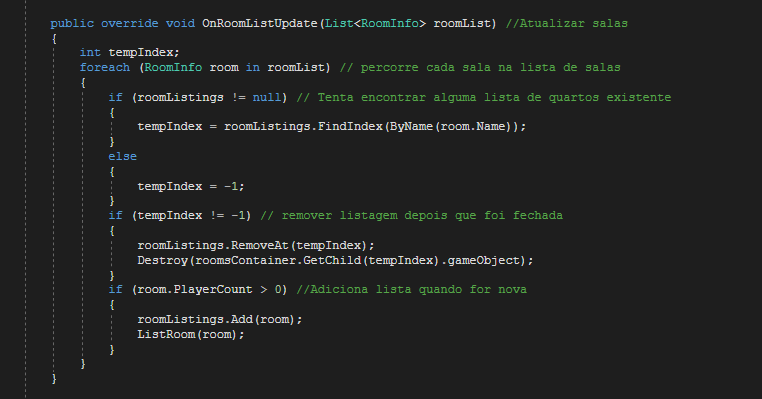 public override void OnRoomListUpdate(List<RoomInfo> roomList) //Atualizar salas
{
int tempIndex;
foreach (RoomInfo room in roomList) // percorre cada sala na lista de salas
{
if (roomListings != null) // Tenta encontrar alguma lista de quartos existente
{
tempIndex = roomListings.FindIndex(ByName(room.Name));
}
else
{
tempIndex = -1;
}
if (tempIndex != -1) // remover listagem depois que foi fechada
{
roomListings.RemoveAt(tempIndex);
Destroy(roomsContainer.GetChild(tempIndex).gameObject);
}
if (room.PlayerCount > 0) //Adiciona lista quando for nova
{
roomListings.Add(room);
ListRoom(room);
}
}
}